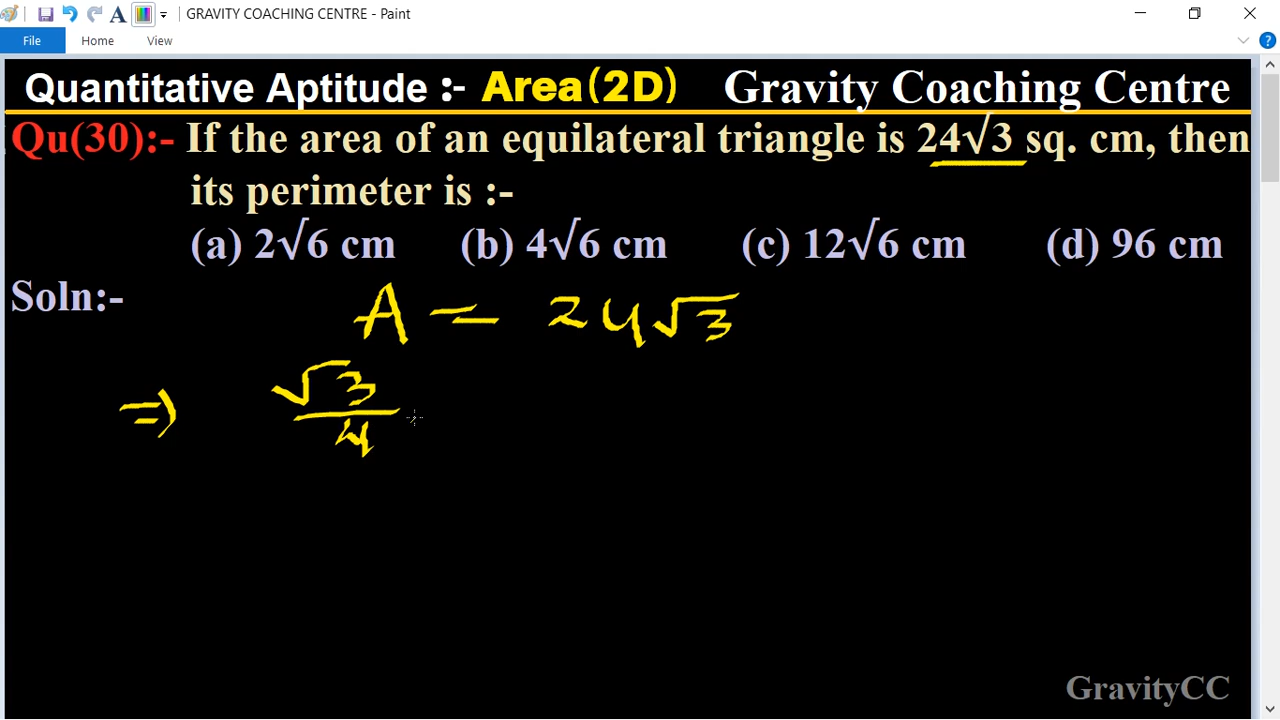 GRAVITY COACHING CENTRE - Paint
File Home View
Quantitative Aptitude :- Area(2D) Gravity Coaching Centre
Qu(30):- If the area of an equilateral triangle is 24√3 sq. cm, then
its perimeter is :-
(a) 2√6 cm (b) 4√6 cm (c) 12√6 cm (d) 96 cm
Soln:-
A = 24√3
⇒ √3/4
GravityCC